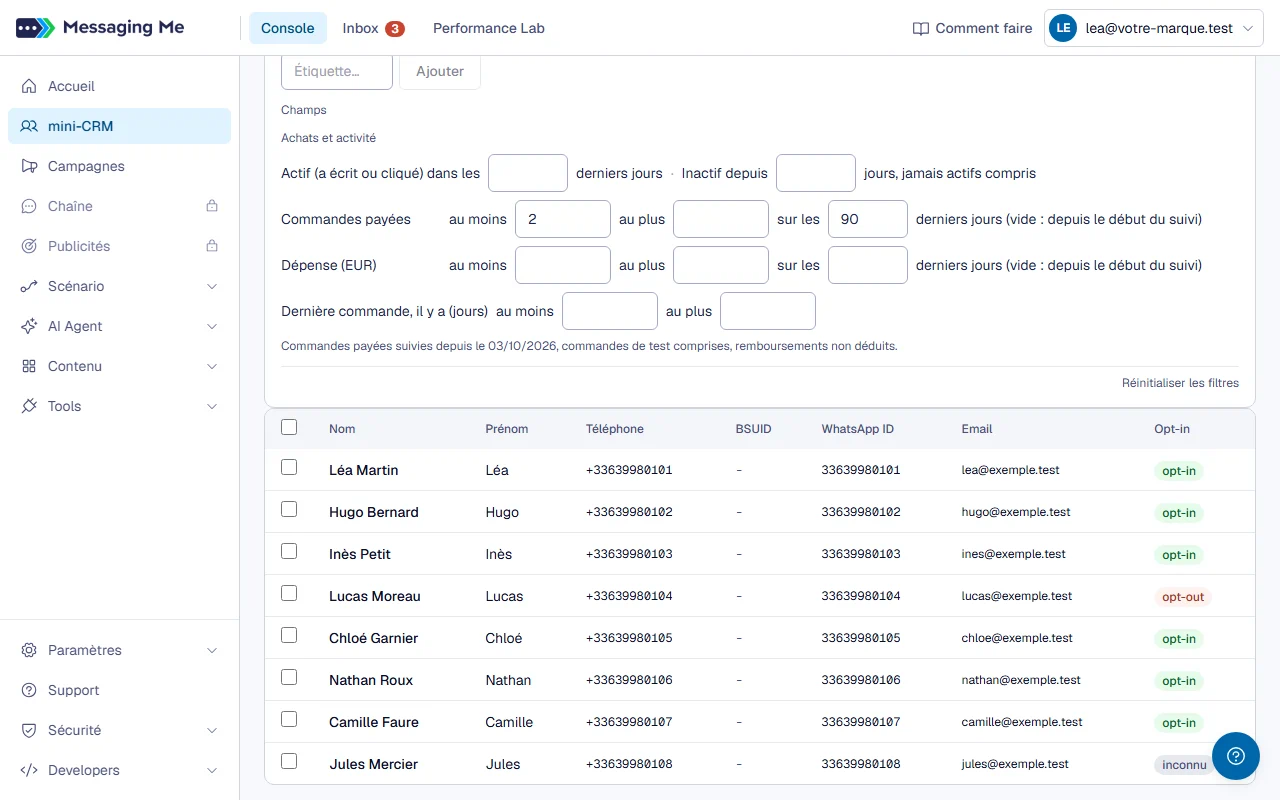 Messaging Me
Console
Inbox 3
Performance Lab
Comment faire
LE lea@votre-marque.test
Accueil
mini-CRM
Campagnes
Chaîne
Publicités
Scénario
AI Agent
Contenu
Tools
Paramètres
Support
Sécurité
Developers
Étiquette…
Ajouter
Champs
Achats et activité
Actif (a écrit ou cliqué) dans les derniers jours · Inactif depuis jours, jamais actifs compris
Commandes payées au moins 2 au plus sur les 90 derniers jours (vide : depuis le début du suivi)
Dépense (EUR) au moins au plus sur les derniers jours (vide : depuis le début du suivi)
Dernière commande, il y a (jours) au moins au plus
Commandes payées suivies depuis le 03/10/2026, commandes de test comprises, remboursements non déduits.
Réinitialiser les filtres
Nom Prénom Téléphone BSUID WhatsApp ID Email Opt-in
Léa Martin Léa +33639980101 - 33639980101 lea@exemple.test opt-in
Hugo Bernard Hugo +33639980102 - 33639980102 hugo@exemple.test opt-in
Inès Petit Inès +33639980103 - 33639980103 ines@exemple.test opt-in
Lucas Moreau Lucas +33639980104 - 33639980104 lucas@exemple.test opt-out
Chloé Garnier Chloé +33639980105 - 33639980105 chloe@exemple.test opt-in
Nathan Roux Nathan +33639980106 - 33639980106 nathan@exemple.test opt-in
Camille Faure Camille +33639980107 - 33639980107 camille@exemple.test opt-in
Jules Mercier Jules +33639980108 - 33639980108 jules@exemple.test inconnu